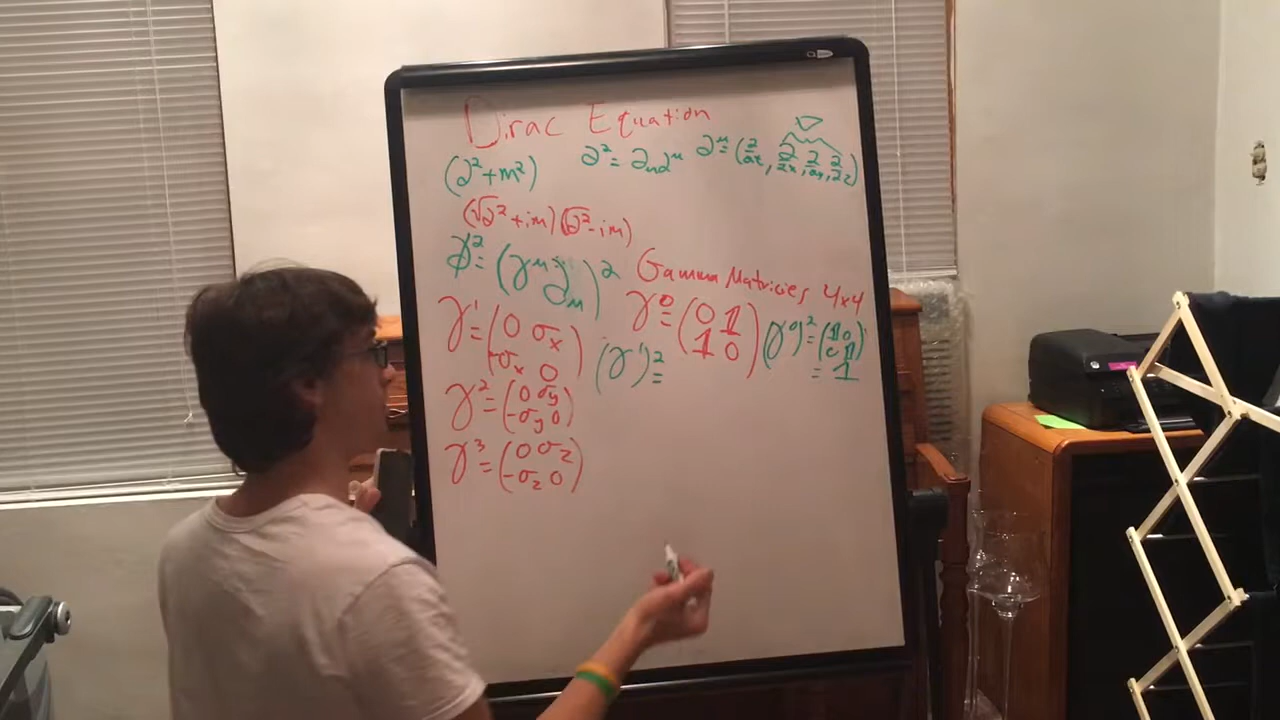 Dirac Equation
(∂²+m²) ∂²=∂μ∂^μ ∂^μ=(∂/∂t, ∂/∂x, ∂/∂y, ∂/∂z) ∇
(√∂²+im)(√∂²-im)
∂̸²=(γ^μ∂μ)² Gamma Matricies 4x4
γ¹=(0 σx -σx 0) γ⁰=(0 1 1 0) (γ⁰)²=(1 0 0 1) = 1
(γ¹)²=
γ²=(0 σy -σy 0)
γ³=(0 σz -σz 0)